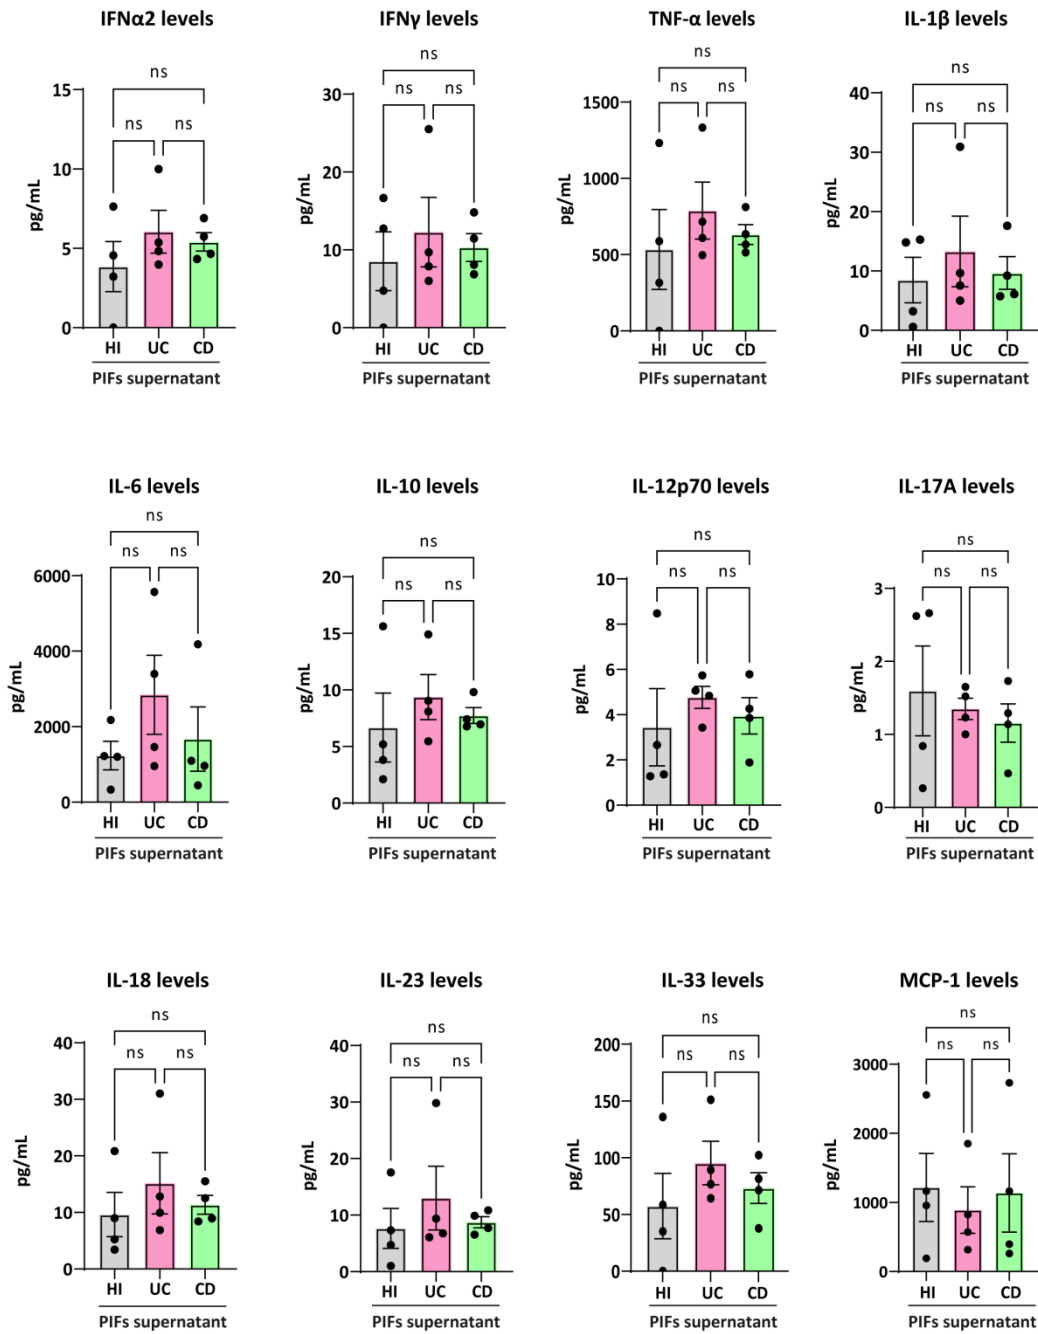 IFNα2 levels
IFNγ levels
TNF-α levels
IL-1β levels
ns
ns ns
pg/mL
15
10
5
0
HI UC CD
PIFs supernatant
ns
ns ns
pg/mL
30
20
10
0
HI UC CD
PIFs supernatant
ns
ns ns
pg/mL
1500
1000
500
0
HI UC CD
PIFs supernatant
ns
ns ns
pg/mL
40
30
20
10
0
HI UC CD
PIFs supernatant
IL-6 levels
IL-10 levels
IL-12p70 levels
IL-17A levels
ns
ns ns
pg/mL
6000
4000
2000
0
HI UC CD
PIFs supernatant
ns
ns ns
pg/mL
20
15
10
5
0
HI UC CD
PIFs supernatant
ns
ns ns
pg/mL
10
8
6
4
2
0
HI UC CD
PIFs supernatant
ns
ns ns
pg/mL
3
2
1
0
HI UC CD
PIFs supernatant
IL-18 levels
IL-23 levels
IL-33 levels
MCP-1 levels
ns
ns ns
pg/mL
40
30
20
10
0
HI UC CD
PIFs supernatant
ns
ns ns
pg/mL
40
30
20
10
0
HI UC CD
PIFs supernatant
ns
ns ns
pg/mL
200
150
100
50
0
HI UC CD
PIFs supernatant
ns
ns ns
pg/mL
3000
2000
1000
0
HI UC CD
PIFs supernatant